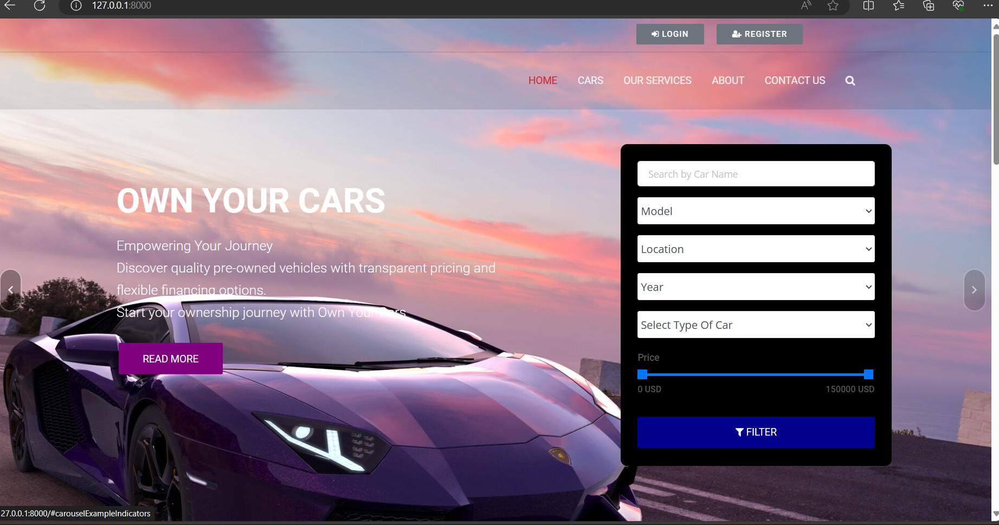 127.0.0.1:8000
LOGIN
REGISTER
HOME CARS OUR SERVICES ABOUT CONTACT US
OWN YOUR CARS
Empowering Your Journey
Discover quality pre-owned vehicles with transparent pricing and
flexible financing options.
Start your ownership journey with Own Your Cars
READ MORE
Search by Car Name
Model
Location
Year
Select Type Of Car
Price
0 USD 150000 USD
FILTER
27.0.0.1:8000/#carouselExampleIndicators